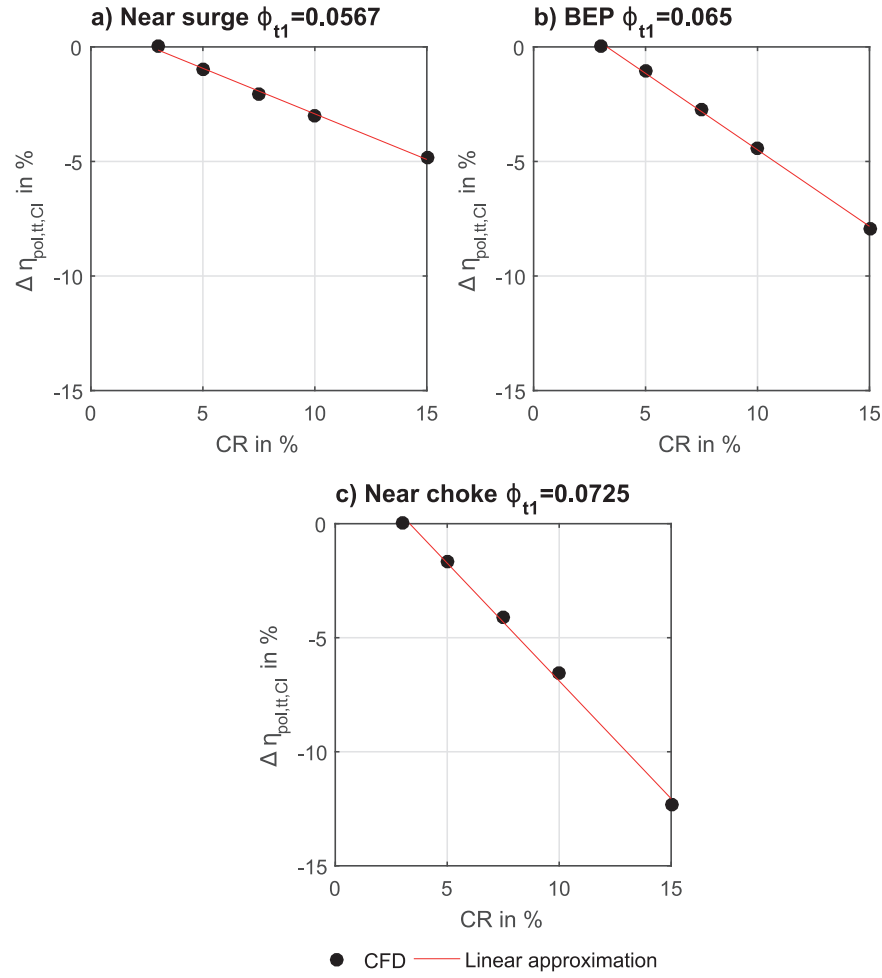 a) Near surge ϕt1=0.0567
0
-5
-10
-15
Δ ηpol,tt,Cl in %
0 5 10 15
CR in %
b) BEP ϕt1=0.065
0
-5
-10
-15
Δ ηpol,tt,Cl in %
0 5 10 15
CR in %
c) Near choke ϕt1=0.0725
0
-5
-10
-15
Δ ηpol,tt,Cl in %
0 5 10 15
CR in %
CFD Linear approximation